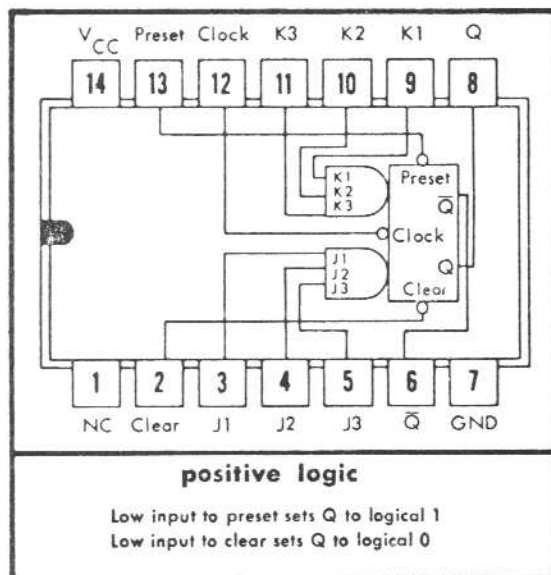 VCC Preset Clock K3 K2 K1 Q
14 13 12 11 10 9 8
K1
K2
K3
Preset
Q̅
Clock
J1
J2
J3
Q
Clear
1 2 3 4 5 6 7
NC Clear J1 J2 J3 Q̅ GND
positive logic
Low input to preset sets Q to logical 1
Low input to clear sets Q to logical 0